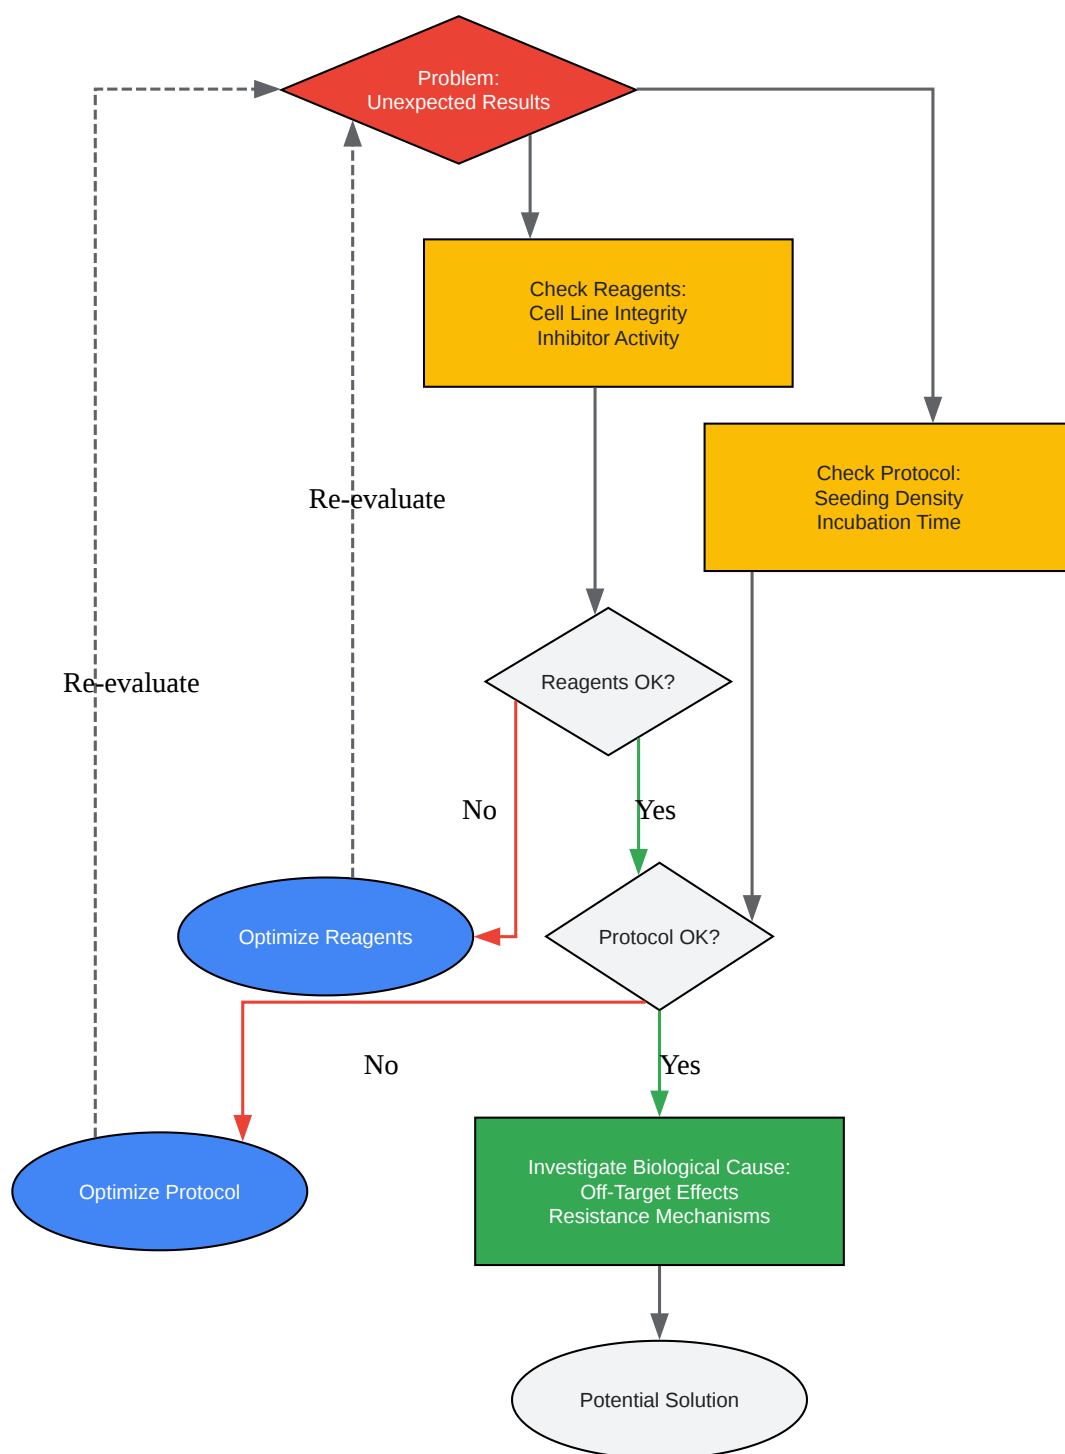 Problem:
Unexpected Results
Check Reagents:
Cell Line Integrity
Inhibitor Activity
Check Protocol:
Seeding Density
Incubation Time
Re-evaluate
Re-evaluate
Reagents OK?
No
Yes
Optimize Reagents
Protocol OK?
No
Yes
Optimize Protocol
Investigate Biological Cause:
Off-Target Effects
Resistance Mechanisms
Potential Solution